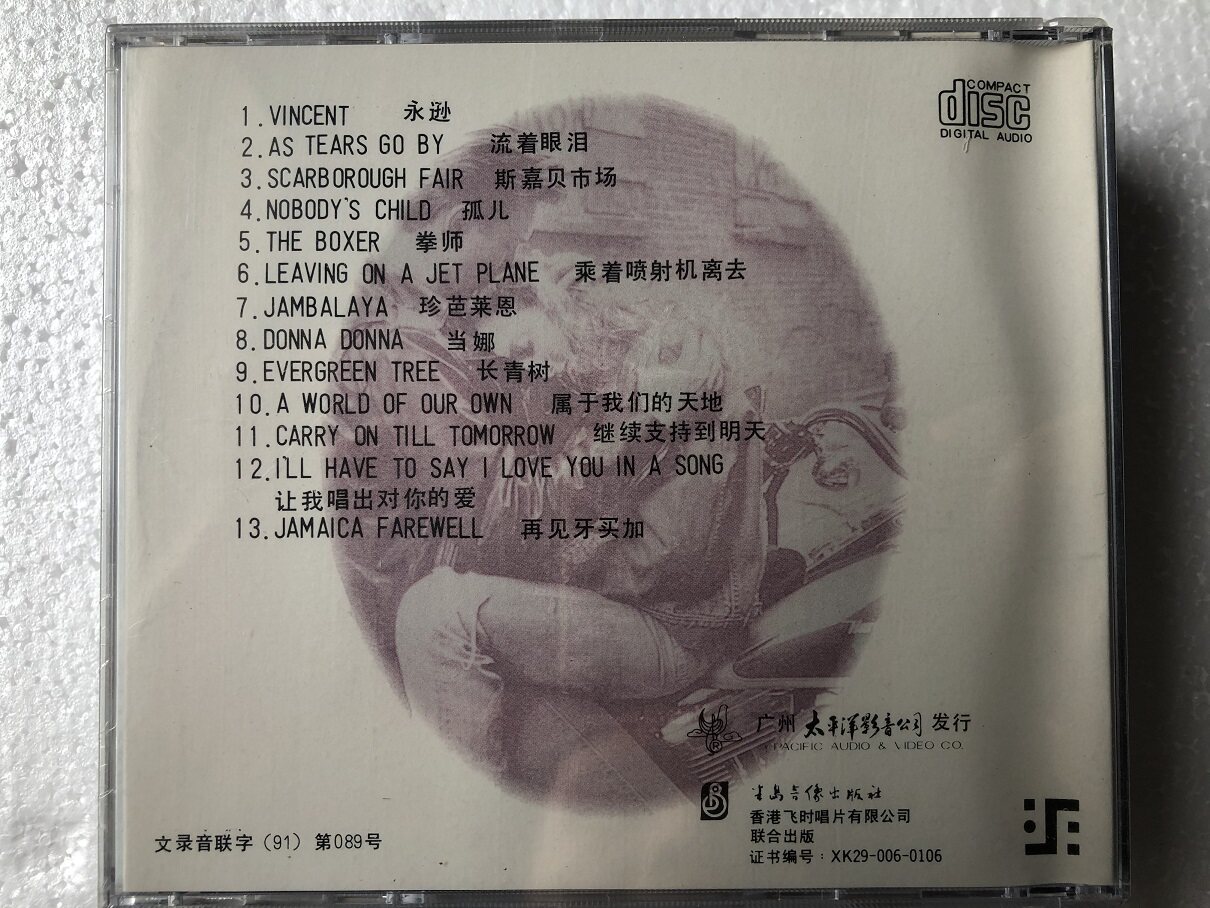 COMPACT
disc
DIGITAL AUDIO
1.VINCENT 永逊
2.AS TEARS GO BY 流着眼泪
3.SCARBOROUGH FAIR 斯嘉贝市场
4.NOBODY'S CHILD 孤儿
5.THE BOXER 拳师
6.LEAVING ON A JET PLANE 乘着喷射机离去
7.JAMBALAYA 珍芭莱恩
8.DONNA DONNA 当娜
9.EVERGREEN TREE 长青树
10.A WORLD OF OUR OWN 属于我们的天地
11.CARRY ON TILL TOMORROW 继续支持到明天
12.I'LL HAVE TO SAY I LOVE YOU IN A SONG
让我唱出对你的爱
13.JAMAICA FAREWELL 再见牙买加
广州 太平洋影音公司 发行
PACIFIC AUDIO & VIDEO CO.
半岛音像出版社
香港飞时唱片有限公司
联合出版
证书编号：XK29-006-0106
文录音联字（91）第089号